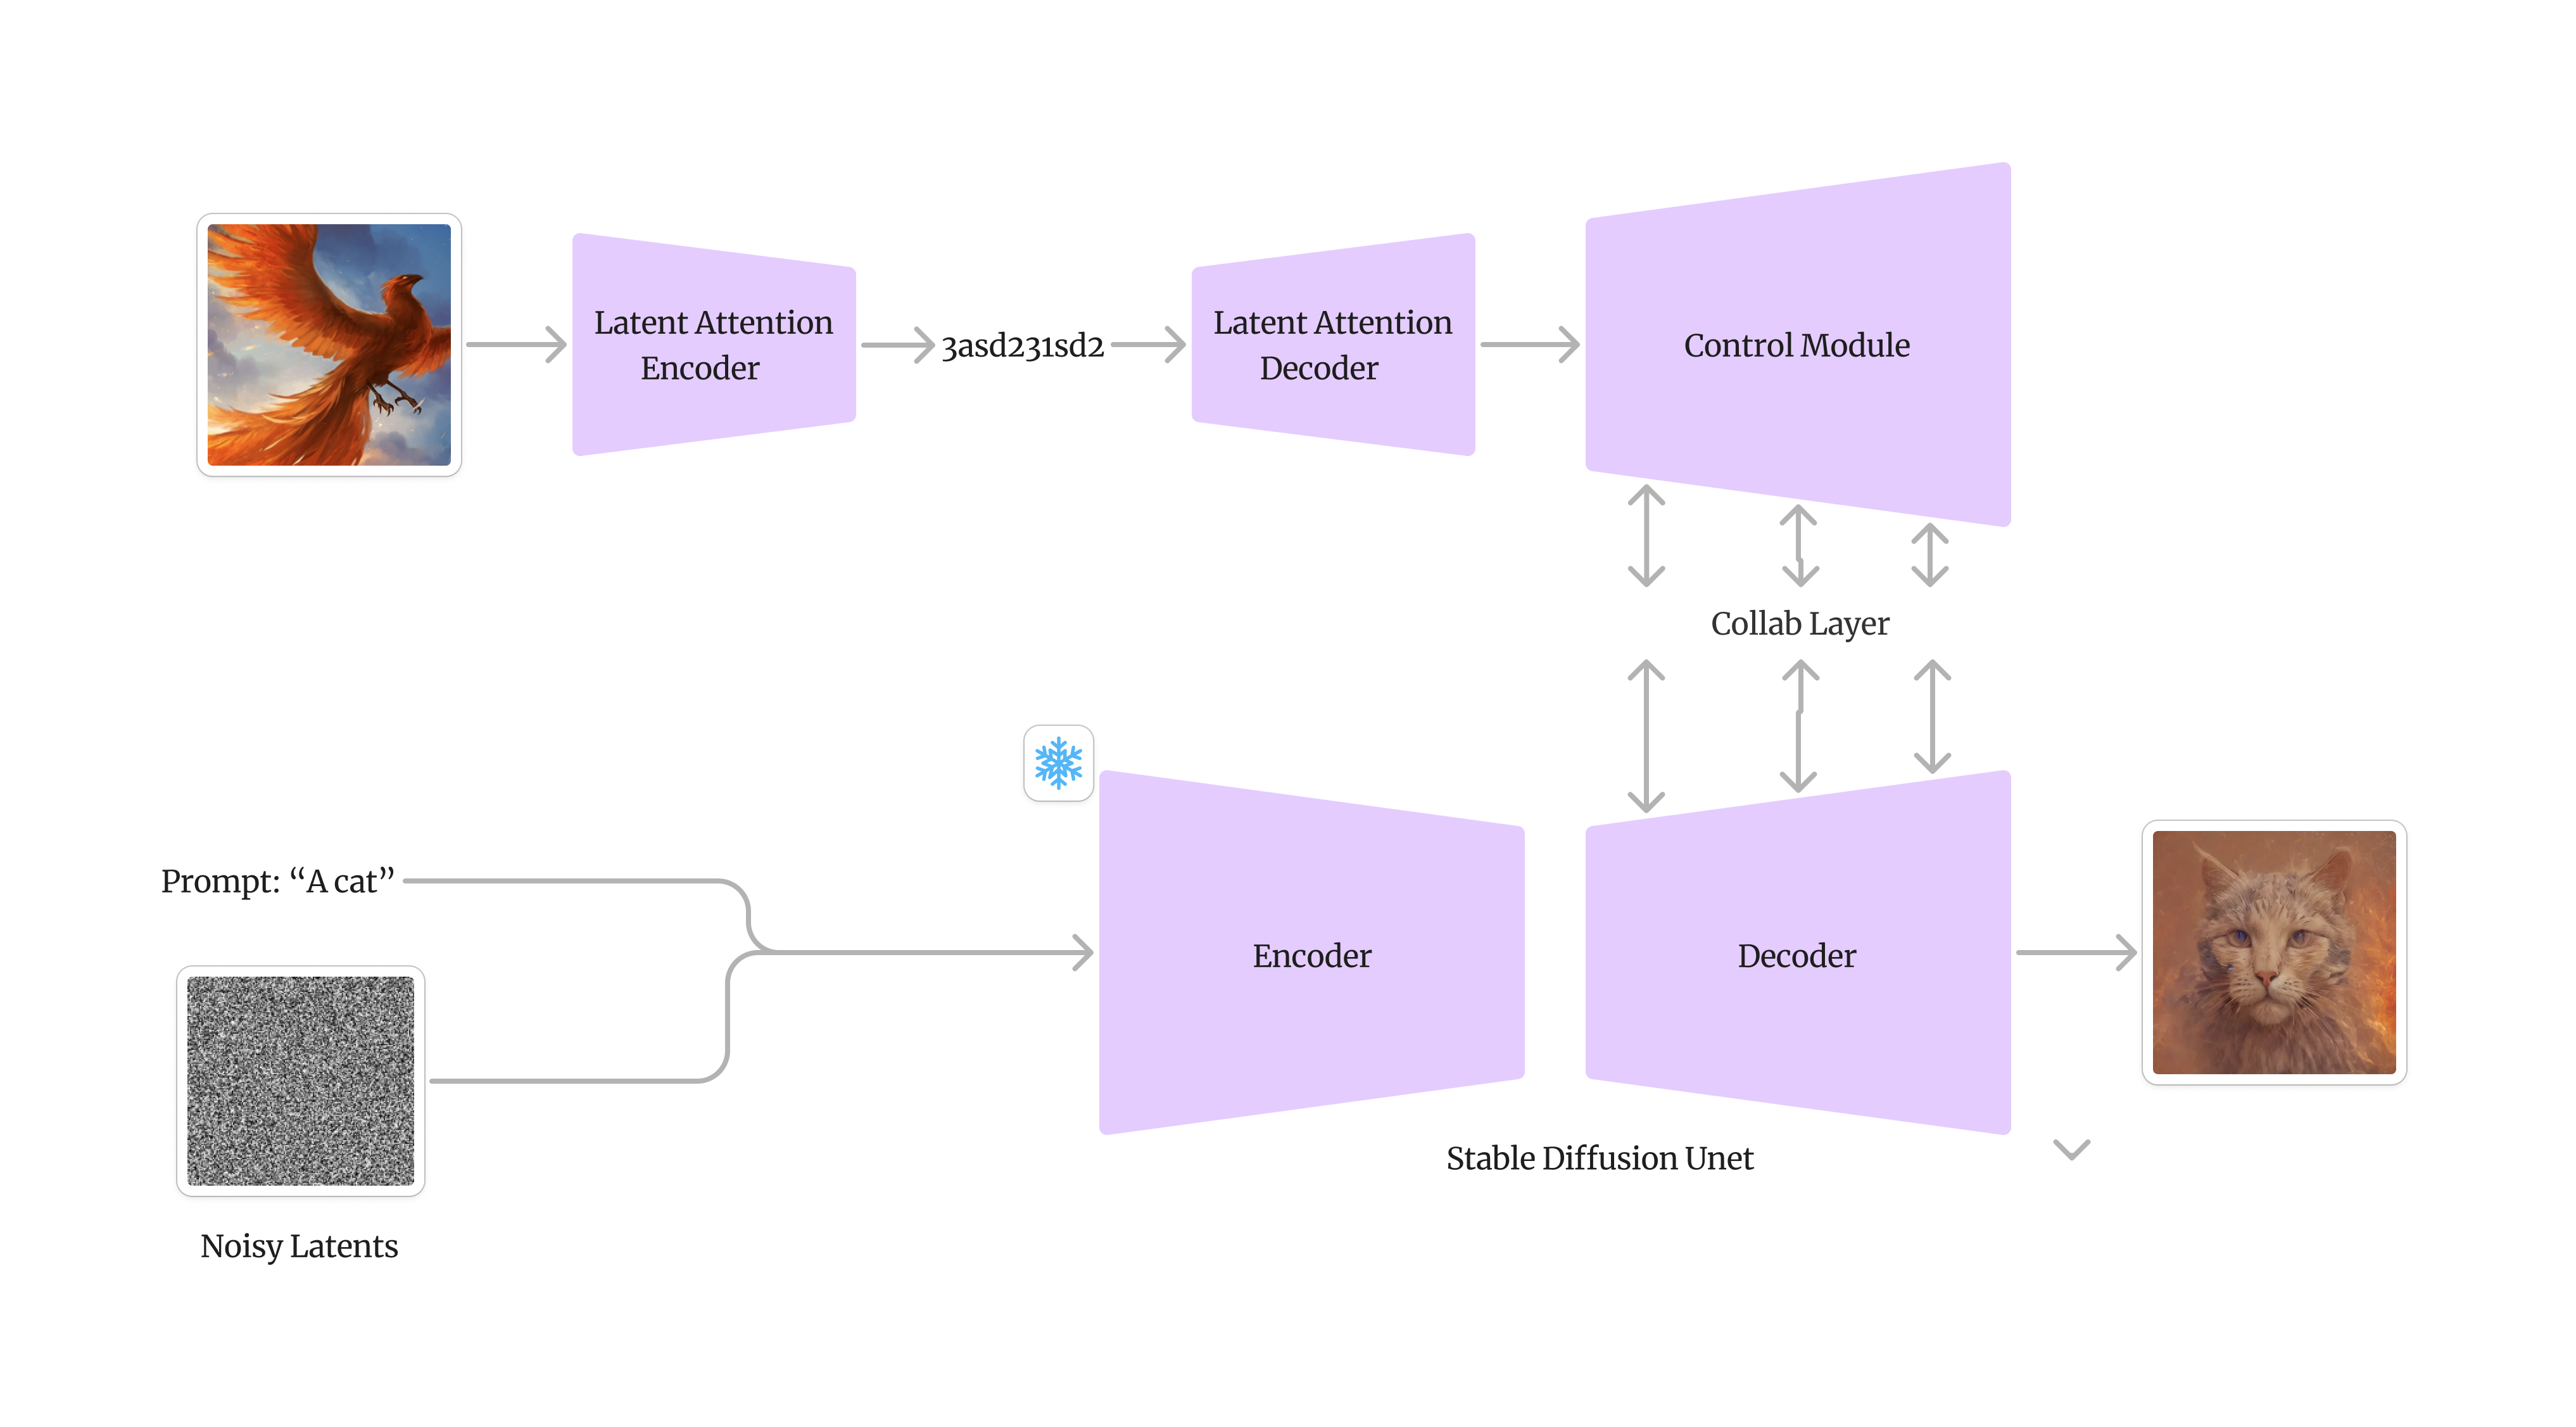 Latent Attention
Encoder
3asd231sd2
Latent Attention
Decoder
Control Module
Collab Layer
Prompt: “A cat”
Encoder
Decoder
Stable Diffusion Unet
Noisy Latents